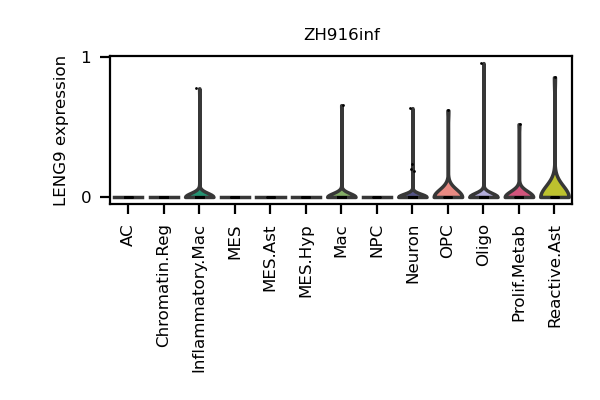 ZH916inf
LENG9 expression
1
0
AC
Chromatin.Reg
Inflammatory.Mac
MES
MES.Ast
MES.Hyp
Mac
NPC
Neuron
OPC
Oligo
Prolif.Metab
Reactive.Ast